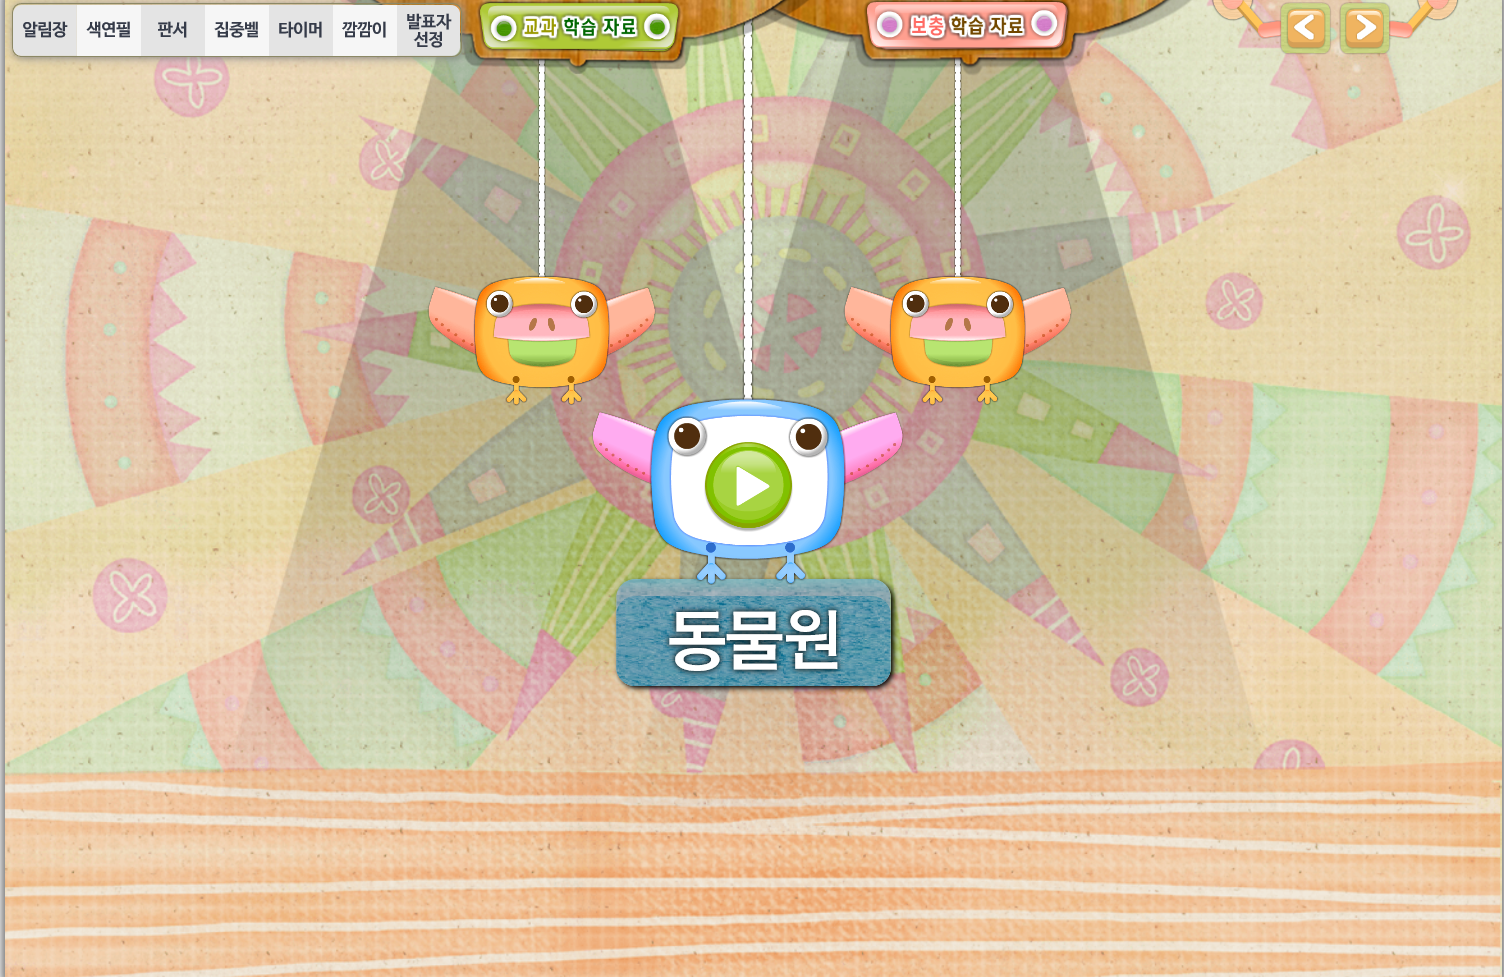 알림장
색연필
판서
집중벨
타이머
깜깜이
발표자
선정
교과 학습 자료
보충 학습 자료
동물원